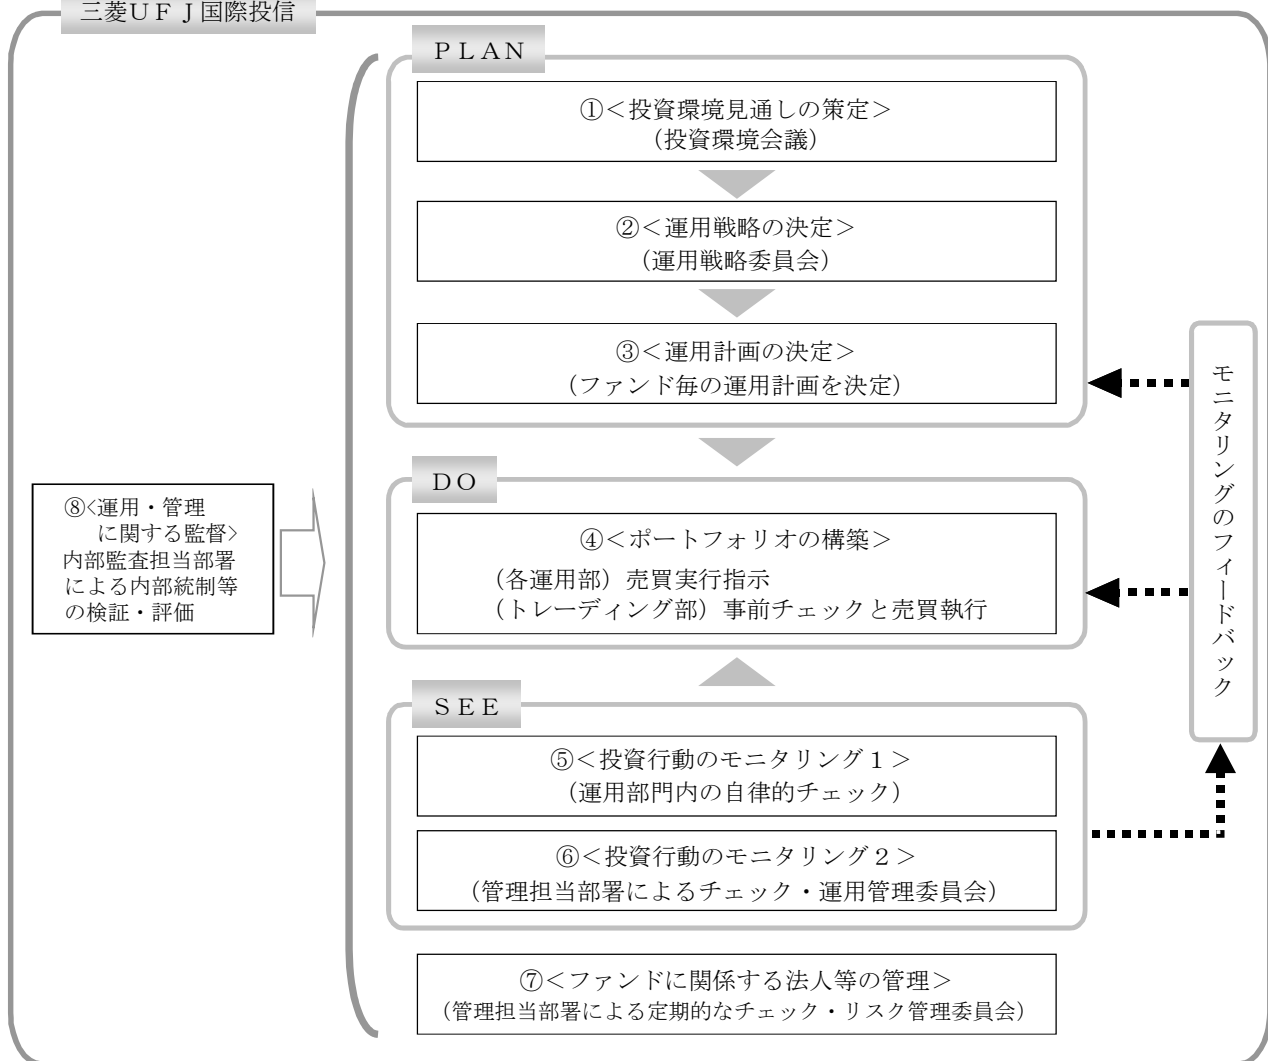 三菱ＵＦＪ国際投信
ＰＬＡＮ
①＜投資環境見通しの策定＞
（投資環境会議）
②＜運用戦略の決定＞
（運用戦略委員会）
③＜運用計画の決定＞
（ファンド毎の運用計画を決定）
ＤＯ
④＜ポートフォリオの構築＞
（各運用部）売買実行指示
（トレーディング部）事前チェックと売買執行
ＳＥＥ
⑤＜投資行動のモニタリング１＞
（運用部門内の自律的チェック）
⑥＜投資行動のモニタリング２＞
（管理担当部署によるチェック・運用管理委員会）
⑦＜ファンドに関係する法人等の管理＞
（管理担当部署による定期的なチェック・リスク管理委員会）
⑧<運用・管理
に関する監督>
内部監査担当部署
による内部統制等
の検証・評価
モニタリングのフィードバック